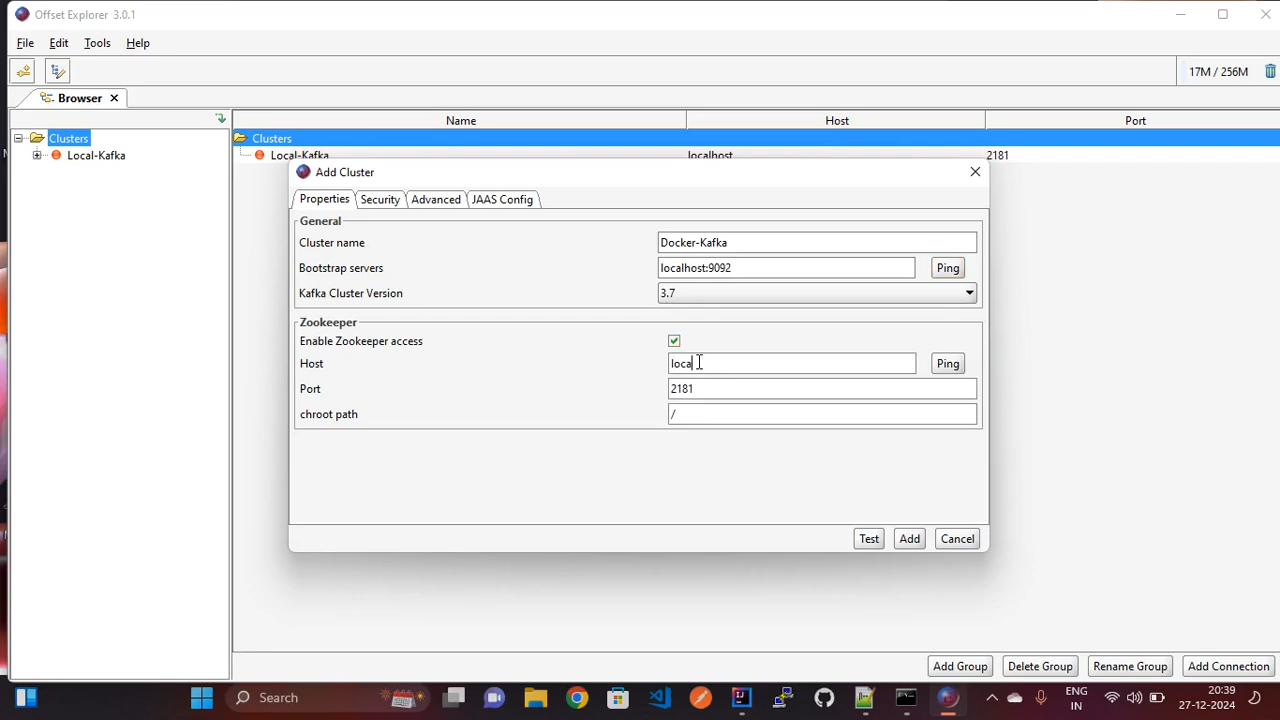 Offset Explorer 3.0.1
File Edit Tools Help
17M / 256M
Browser
Name Host Port
Clusters
Clusters
Local-Kafka
Local-Kafka localhost 2181
Add Cluster
Properties Security Advanced JAAS Config
General
Cluster name Docker-Kafka
Bootstrap servers localhost:9092 Ping
Kafka Cluster Version 3.7
Zookeeper
Enable Zookeeper access
Host loca Ping
Port 2181
chroot path /
Test Add Cancel
Add Group Delete Group Rename Group Add Connection
Search
ENG
IN
20:39
27-12-2024